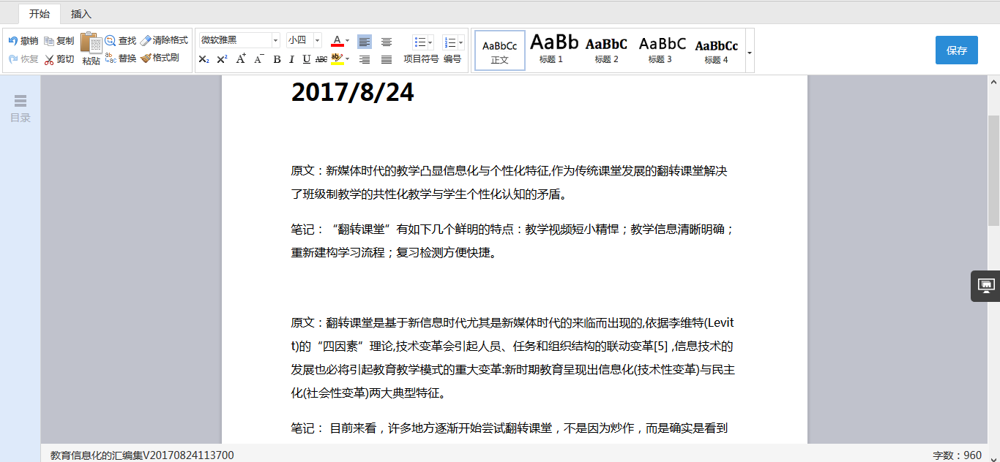 开始 插入
撤销 复制 查找 清除格式 微软雅黑 小四 A
恢复 剪切 粘贴 替换 格式刷 X₂ X² A⁺ A⁻ B I U ABC ab 项目符号 编号
AaBbCc AaBb AaBbC AaBbC AaBbCc
正文 标题 1 标题 2 标题 3 标题 4
保存
目录
2017/8/24
原文：新媒体时代的教学凸显信息化与个性化特征,作为传统课堂发展的翻转课堂解决
了班级制教学的共性化教学与学生个性化认知的矛盾。
笔记：“翻转课堂”有如下几个鲜明的特点：教学视频短小精悍；教学信息清晰明确；
重新建构学习流程；复习检测方便快捷。
原文：翻转课堂是基于新信息时代尤其是新媒体时代的来临而出现的,依据李维特(Levit
t)的“四因素”理论,技术变革会引起人员、任务和组织结构的联动变革[5] ,信息技术的
发展也必将引起教育教学模式的重大变革:新时期教育呈现出信息化(技术性变革)与民主
化(社会性变革)两大典型特征。
笔记： 目前来看，许多地方逐渐开始尝试翻转课堂，不是因为炒作，而是确实是看到
教育信息化的汇编集V20170824113700
字数：960